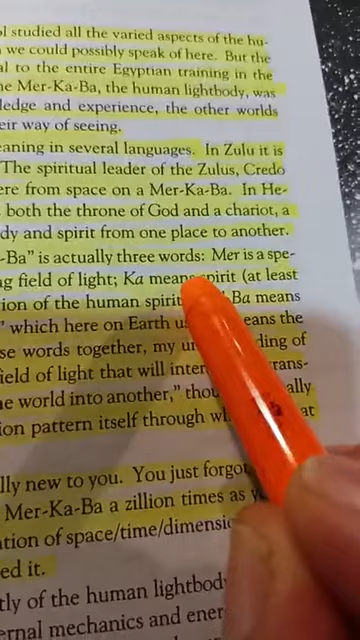 studied all the varied aspects of the hu-
we could possibly speak of here. But the
al to the entire Egyptian training in the
he Mer-Ka-Ba, the human lightbody, was
ledge and experience, the other worlds
eir way of seeing.
eaning in several languages. In Zulu it is
The spiritual leader of the Zulus, Credo
ere from space on a Mer-Ka-Ba. In He-
both the throne of God and a chariot, a
dy and spirit from one place to another.
-Ba" is actually three words: Mer is a spe-
g field of light; Ka means spirit (at least
ion of the human spirit Ba means
" which here on Earth eans the
se words together, my un ding of
field of light that will inter trans-
e world into another," thou ally
ion pattern itself through wh at
lly new to you. You just forgot
Mer-Ka-Ba a zillion times as y
tion of space/time/dimensio
ed it.
tly of the human lightbody
ernal mechanics and ener